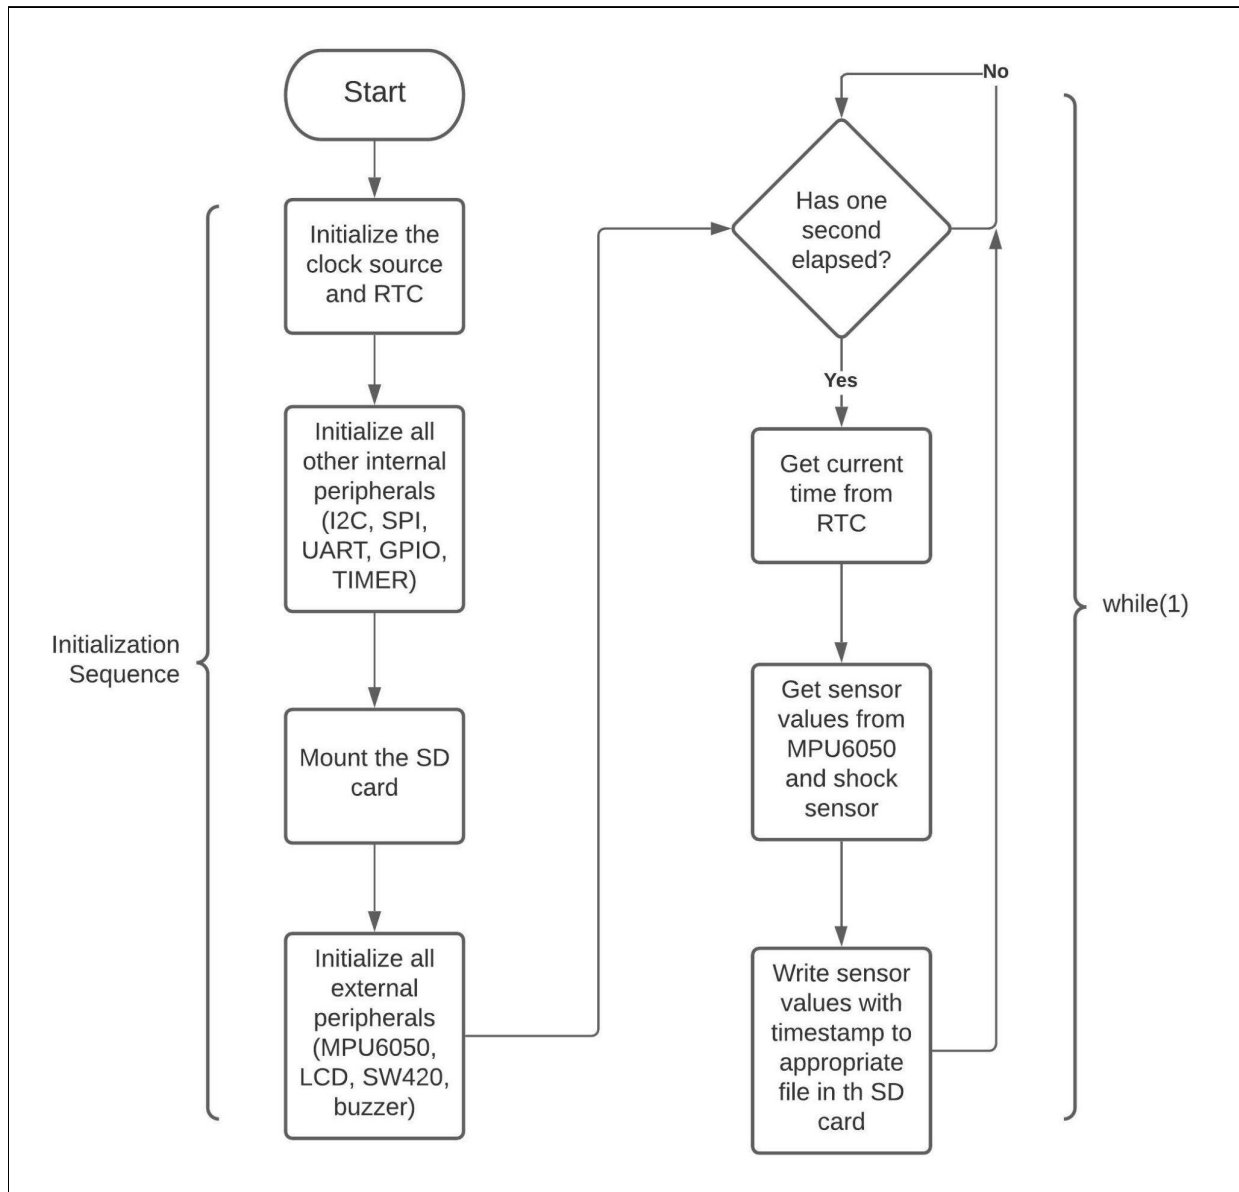 Start
Initialize the
clock source
and RTC
Initialize all
other internal
peripherals
(I2C, SPI,
UART, GPIO,
TIMER)
Initialization
Sequence
Mount the SD
card
Initialize all
external
peripherals
(MPU6050,
LCD, SW420,
buzzer)
No
Has one
second
elapsed?
Yes
Get current
time from
RTC
while(1)
Get sensor
values from
MPU6050
and shock
sensor
Write sensor
values with
timestamp to
appropriate
file in th SD
card